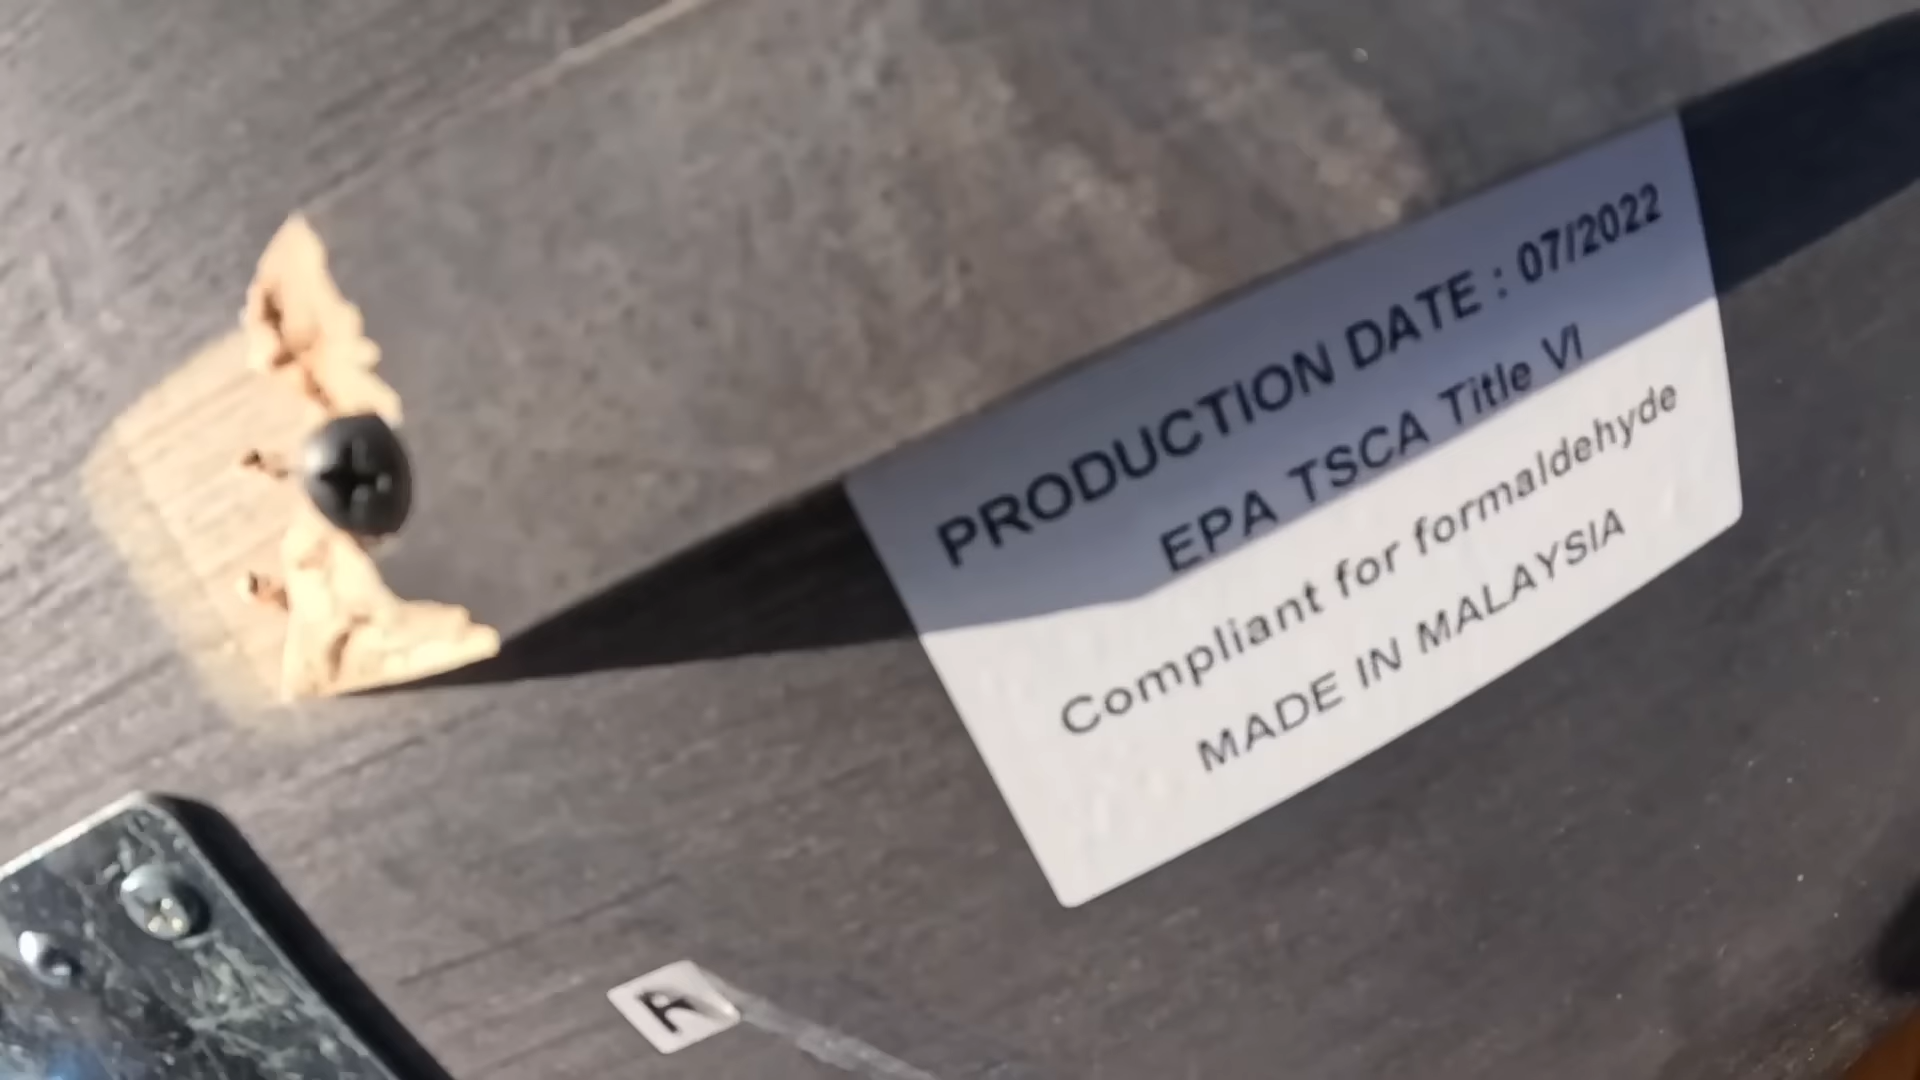 PRODUCTION DATE : 07/2022
EPA TSCA Title VI
Compliant for formaldehyde
MADE IN MALAYSIA
A